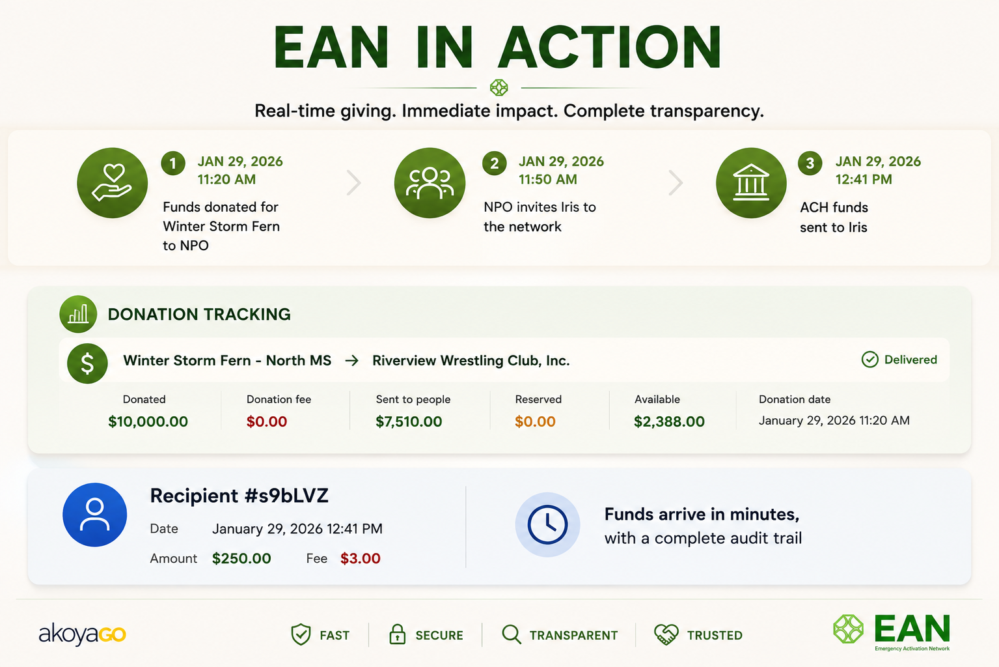 EAN IN ACTION
Real-time giving. Immediate impact. Complete transparency.
1
JAN 29, 2026
11:20 AM
Funds donated for
Winter Storm Fern
to NPO
2
JAN 29, 2026
11:50 AM
NPO invites Iris to
the network
3
JAN 29, 2026
12:41 PM
ACH funds
sent to Iris
DONATION TRACKING
$ Winter Storm Fern - North MS → Riverview Wrestling Club, Inc.
Delivered
Donated
$10,000.00
Donation fee
$0.00
Sent to people
$7,510.00
Reserved
$0.00
Available
$2,388.00
Donation date
January 29, 2026 11:20 AM
Recipient #s9bLVZ
Date January 29, 2026 12:41 PM
Amount $250.00 Fee $3.00
Funds arrive in minutes,
with a complete audit trail
akoyaGO
FAST
SECURE
TRANSPARENT
TRUSTED
EAN
Emergency Activation Network